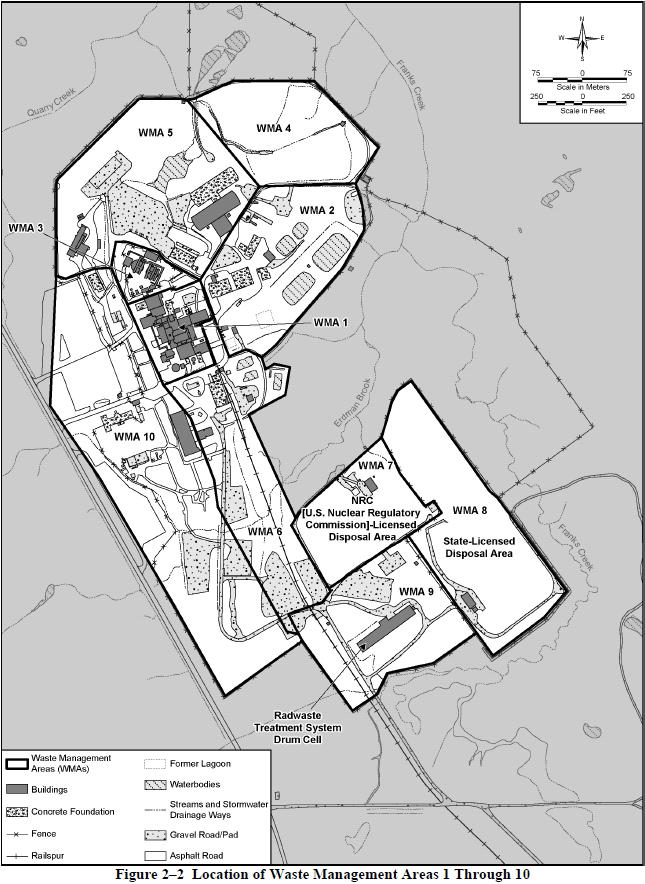 N
W E
S
75 0 75
Scale in Meters
250 0 250
Scale in Feet
Quarry Creek
Franks Creek
WMA 5
WMA 4
WMA 3
WMA 2
WMA 1
Erdman Brook
WMA 10
WMA 7
NRC
[U.S. Nuclear Regulatory
Commission]-Licensed
Disposal Area
WMA 8
State-Licensed
Disposal Area
Franks Creek
WMA 6
WMA 9
Radwaste
Treatment System
Drum Cell
Waste Management
Areas (WMAs)
Buildings
Concrete Foundation
Fence
Railspur
Former Lagoon
Waterbodies
Streams and Stormwater
Drainage Ways
Gravel Road/Pad
Asphalt Road
Figure 2–2 Location of Waste Management Areas 1 Through 10